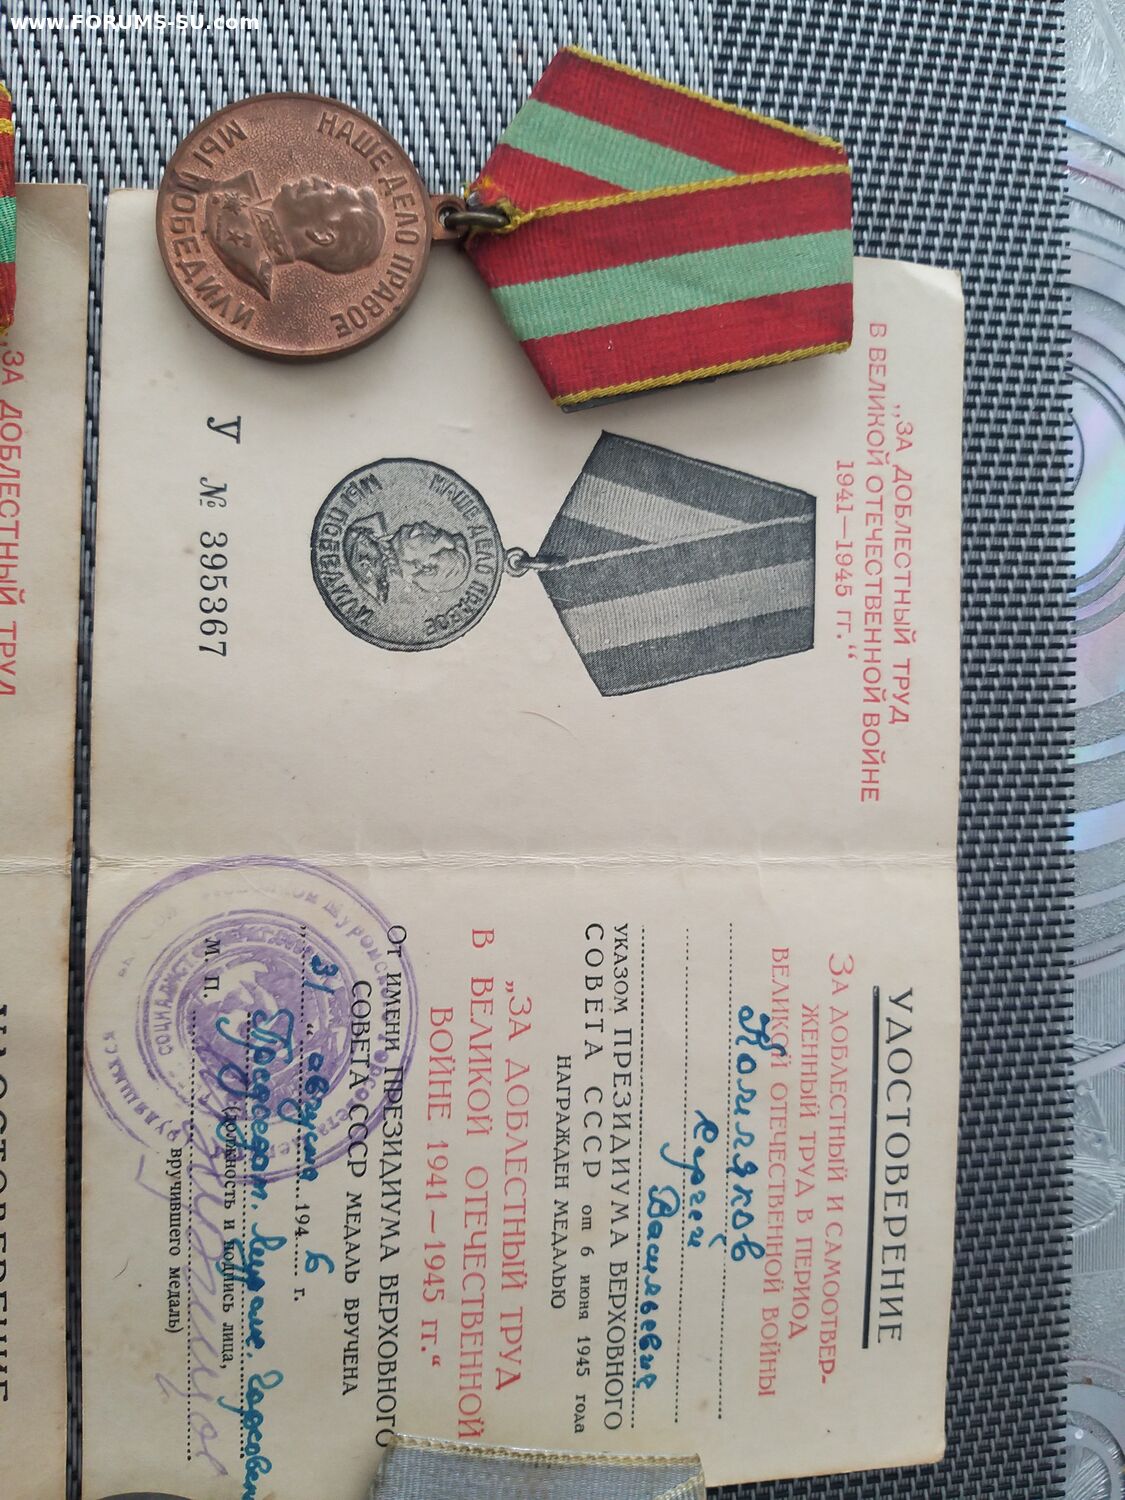 www.FORUMS-SU.com
НАШЕ ДЕЛО ПРАВОЕ
МЫ ПОБЕДИЛИ
„ЗА ДОБЛЕСТНЫЙ ТРУД
В ВЕЛИКОЙ ОТЕЧЕСТВЕННОЙ ВОЙНЕ
1941—1945 гг.“
НАШЕ ДЕЛО ПРАВОЕ
МЫ ПОБЕДИЛИ
У № 395367
УДОСТОВЕРЕНИЕ
ЗА ДОБЛЕСТНЫЙ И САМООТВЕР-
ЖЕННЫЙ ТРУД В ПЕРИОД
ВЕЛИКОЙ ОТЕЧЕСТВЕННОЙ ВОЙНЫ
Сергей
Васильевич
УКАЗОМ ПРЕЗИДИУМА ВЕРХОВНОГО
СОВЕТА СССР от 6 июня 1945 года
НАГРАЖДЕН МЕДАЛЬЮ
„ЗА ДОБЛЕСТНЫЙ ТРУД
В ВЕЛИКОЙ ОТЕЧЕСТВЕННОЙ
ВОЙНЕ 1941—1945 гг.“
От ИМЕНИ ПРЕЗИДИУМА ВЕРХОВНОГО
СОВЕТА СССР МЕДАЛЬ ВРУЧЕНА
„31“ августа 1946 г.
Председат.
М. П. (должность и подпись лица,
вручившего медаль)
„ЗА ДОБЛЕСТНЫЙ ТРУД
УДОСТОВЕРЕНИЕ